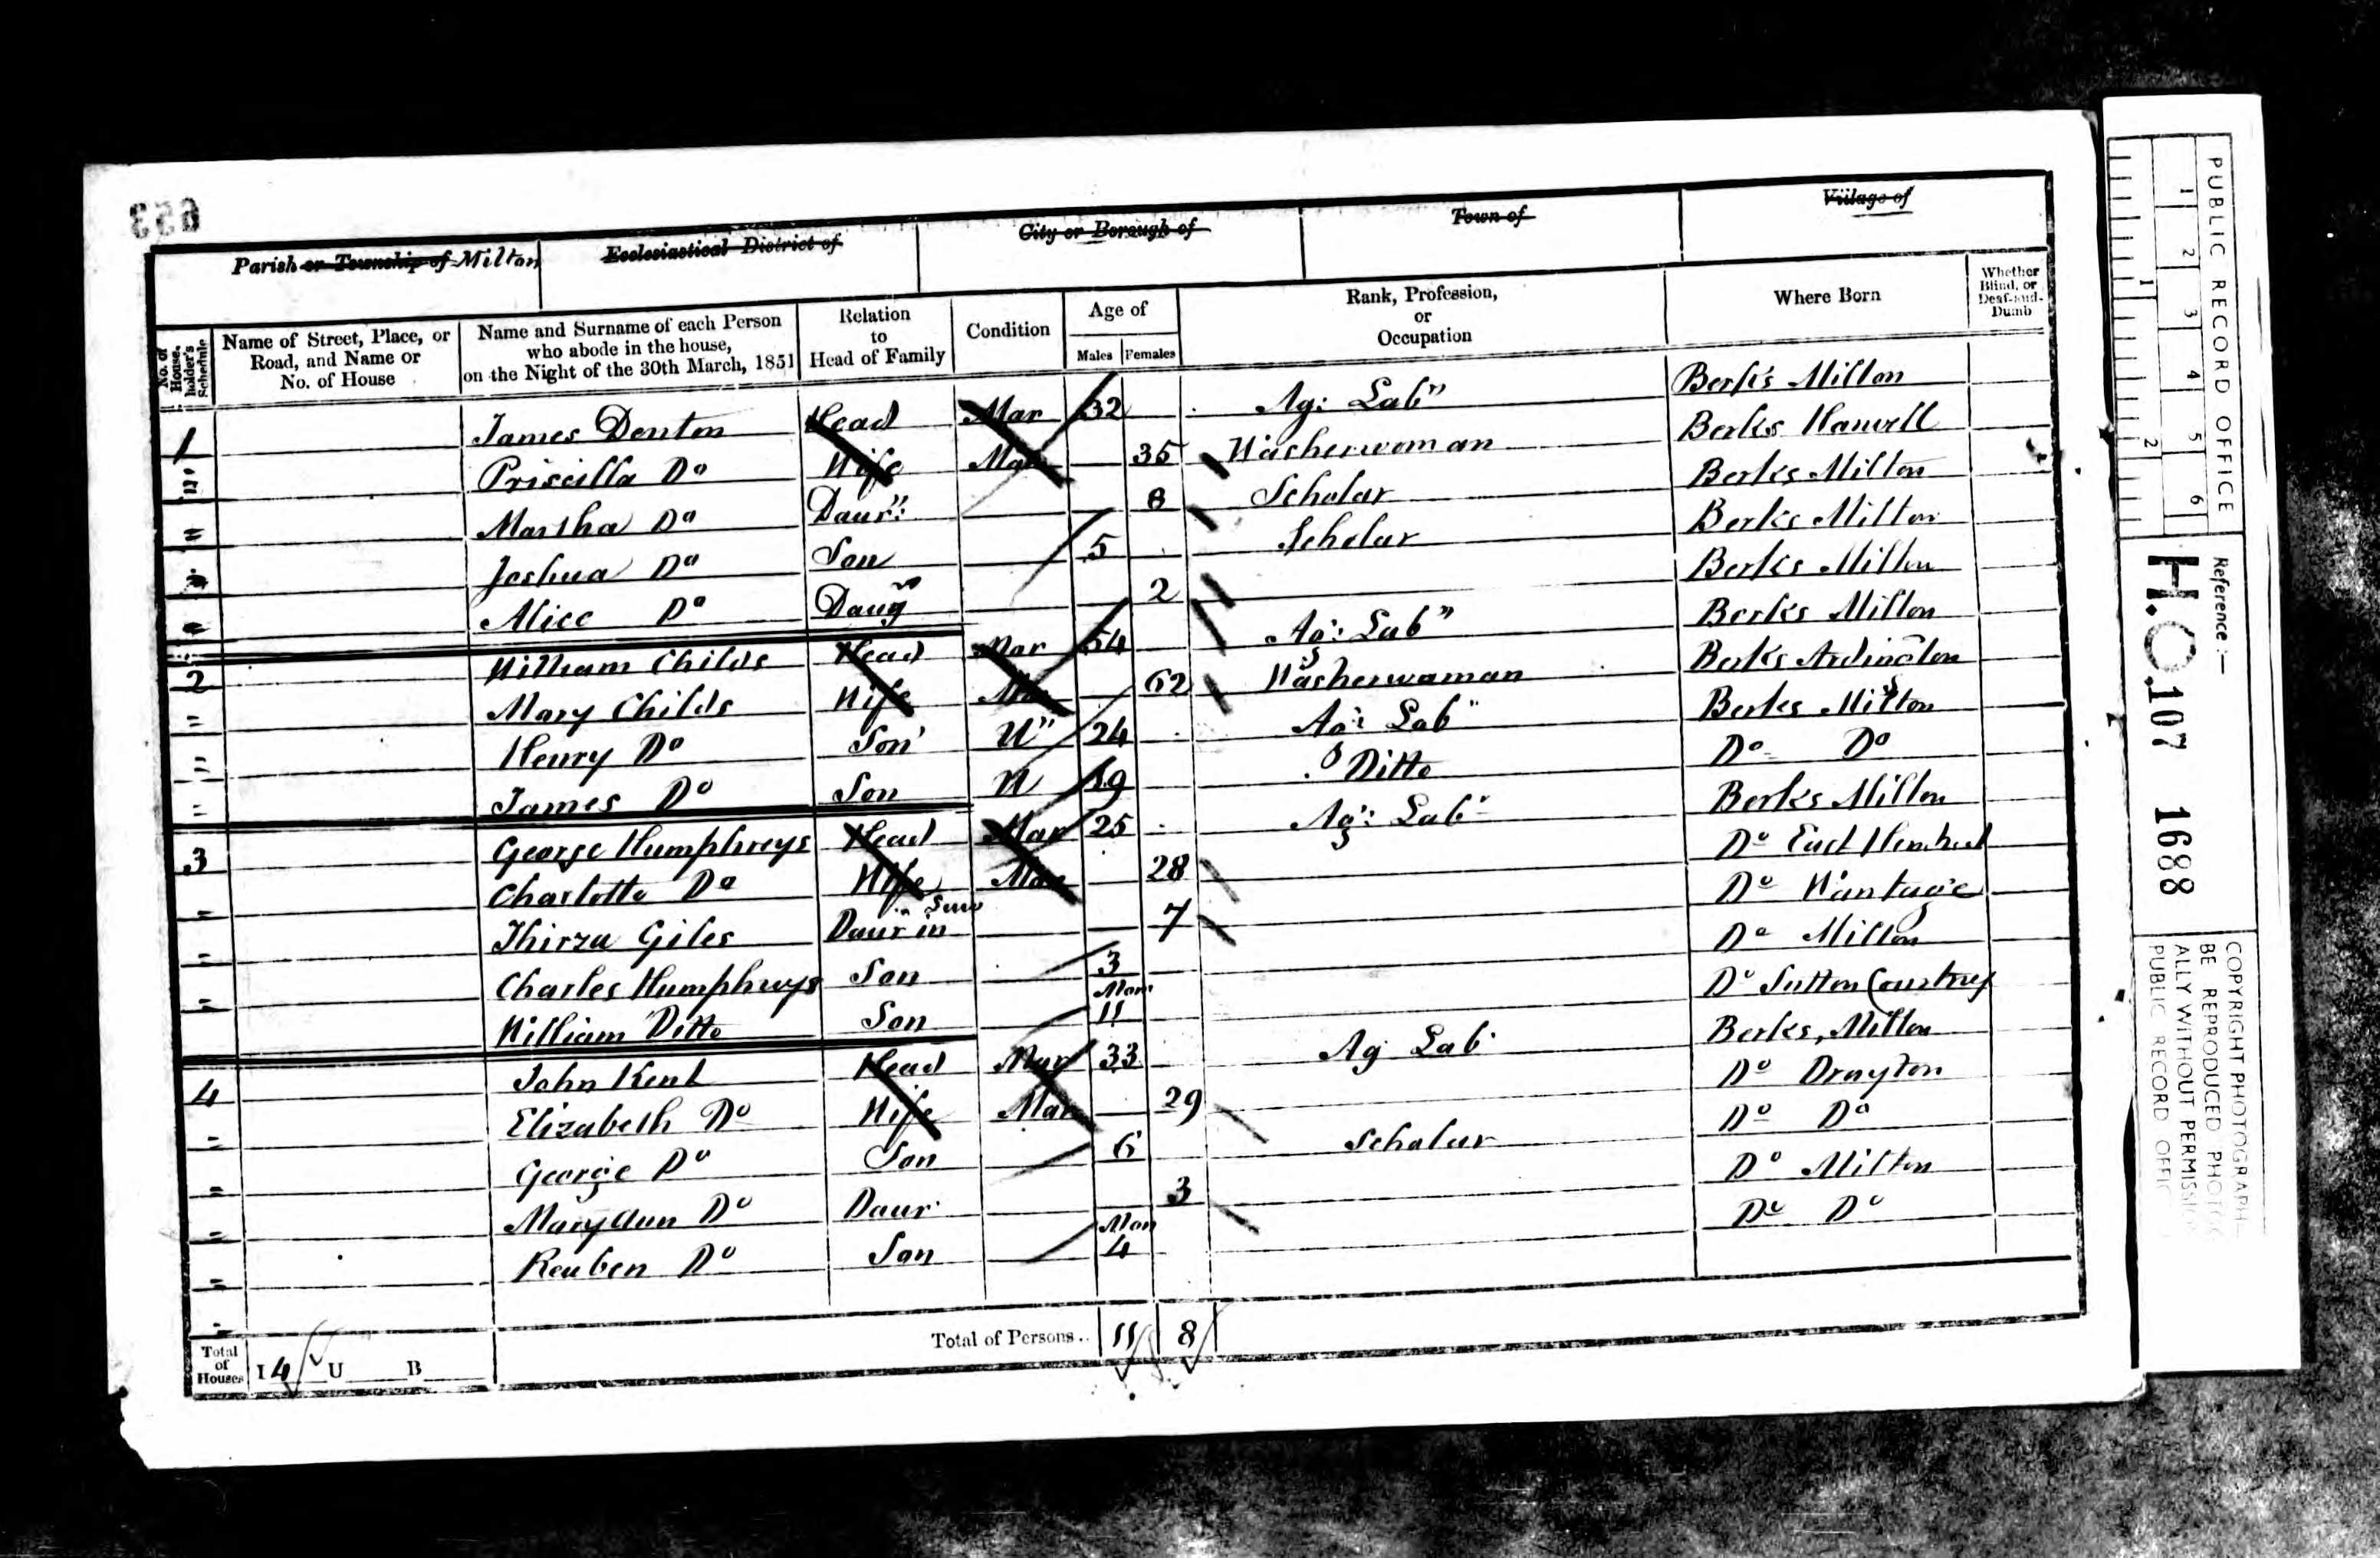 653
Parish or Township of Milton Ecclesiastical District of City or Borough of Town of Village of
No. of House-holder's Schedule Name of Street, Place, or Road, and Name or No. of House Name and Surname of each Person who abode in the house, on the Night of the 30th March, 1851 Relation to Head of Family Condition Age of Males Females Rank, Profession, or Occupation Where Born Whether Blind, or Deaf-and-Dumb
1 James Denton Head Mar 32 Ag: Lab" Berks Milton
" Priscilla Do Wife Mar 35 Washerwoman Berks Hanwell
" Martha Do Daur: 8 Scholar Berks Milton
Joshua Do Son 5 Scholar Berks Milton
" Alice Do Daugr 2 Berks Milton
2 William Childs Head Mar 54 Ag: Lab" Berks Milton
" Mary Childs Wife Mar 62 Washerwoman Berks Ardington
" Henry Do Son U" 24 Ag: Lab" Berks Milton
" James Do Son U 19 Ditto Do Do
3 George Humphreys Head Mar 25 Ag: Lab" Berks Milton
" Charlotte Do Wife Mar 28 Do East Hendred
" Thirza Giles Daur in 7 Do Wantage
" Charles Humphreys Son 3 Do Milton
" William Ditto Son Mon 11 Do Sutton Courtney
4 John Kent Head Mar 33 Ag Lab Berks, Milton
" Elizabeth Do Wife Mar 29 Do Drayton
" George Do Son 6 Scholar Do Do
" Mary Ann Do Daur 3 Do Milton
" Reuben Do Son Mon 4 Do Do
Total of Houses I 4 U B Total of Persons.. 11 8
PUBLIC RECORD OFFICE
1 2 3 4 5 6
1 2
Reference:—
H.O.107 1688
COPYRIGHT PHOTOGRAPH
BE REPRODUCED PHOTOG
ALLY WITHOUT PERMISSION
PUBLIC RECORD OFFIC